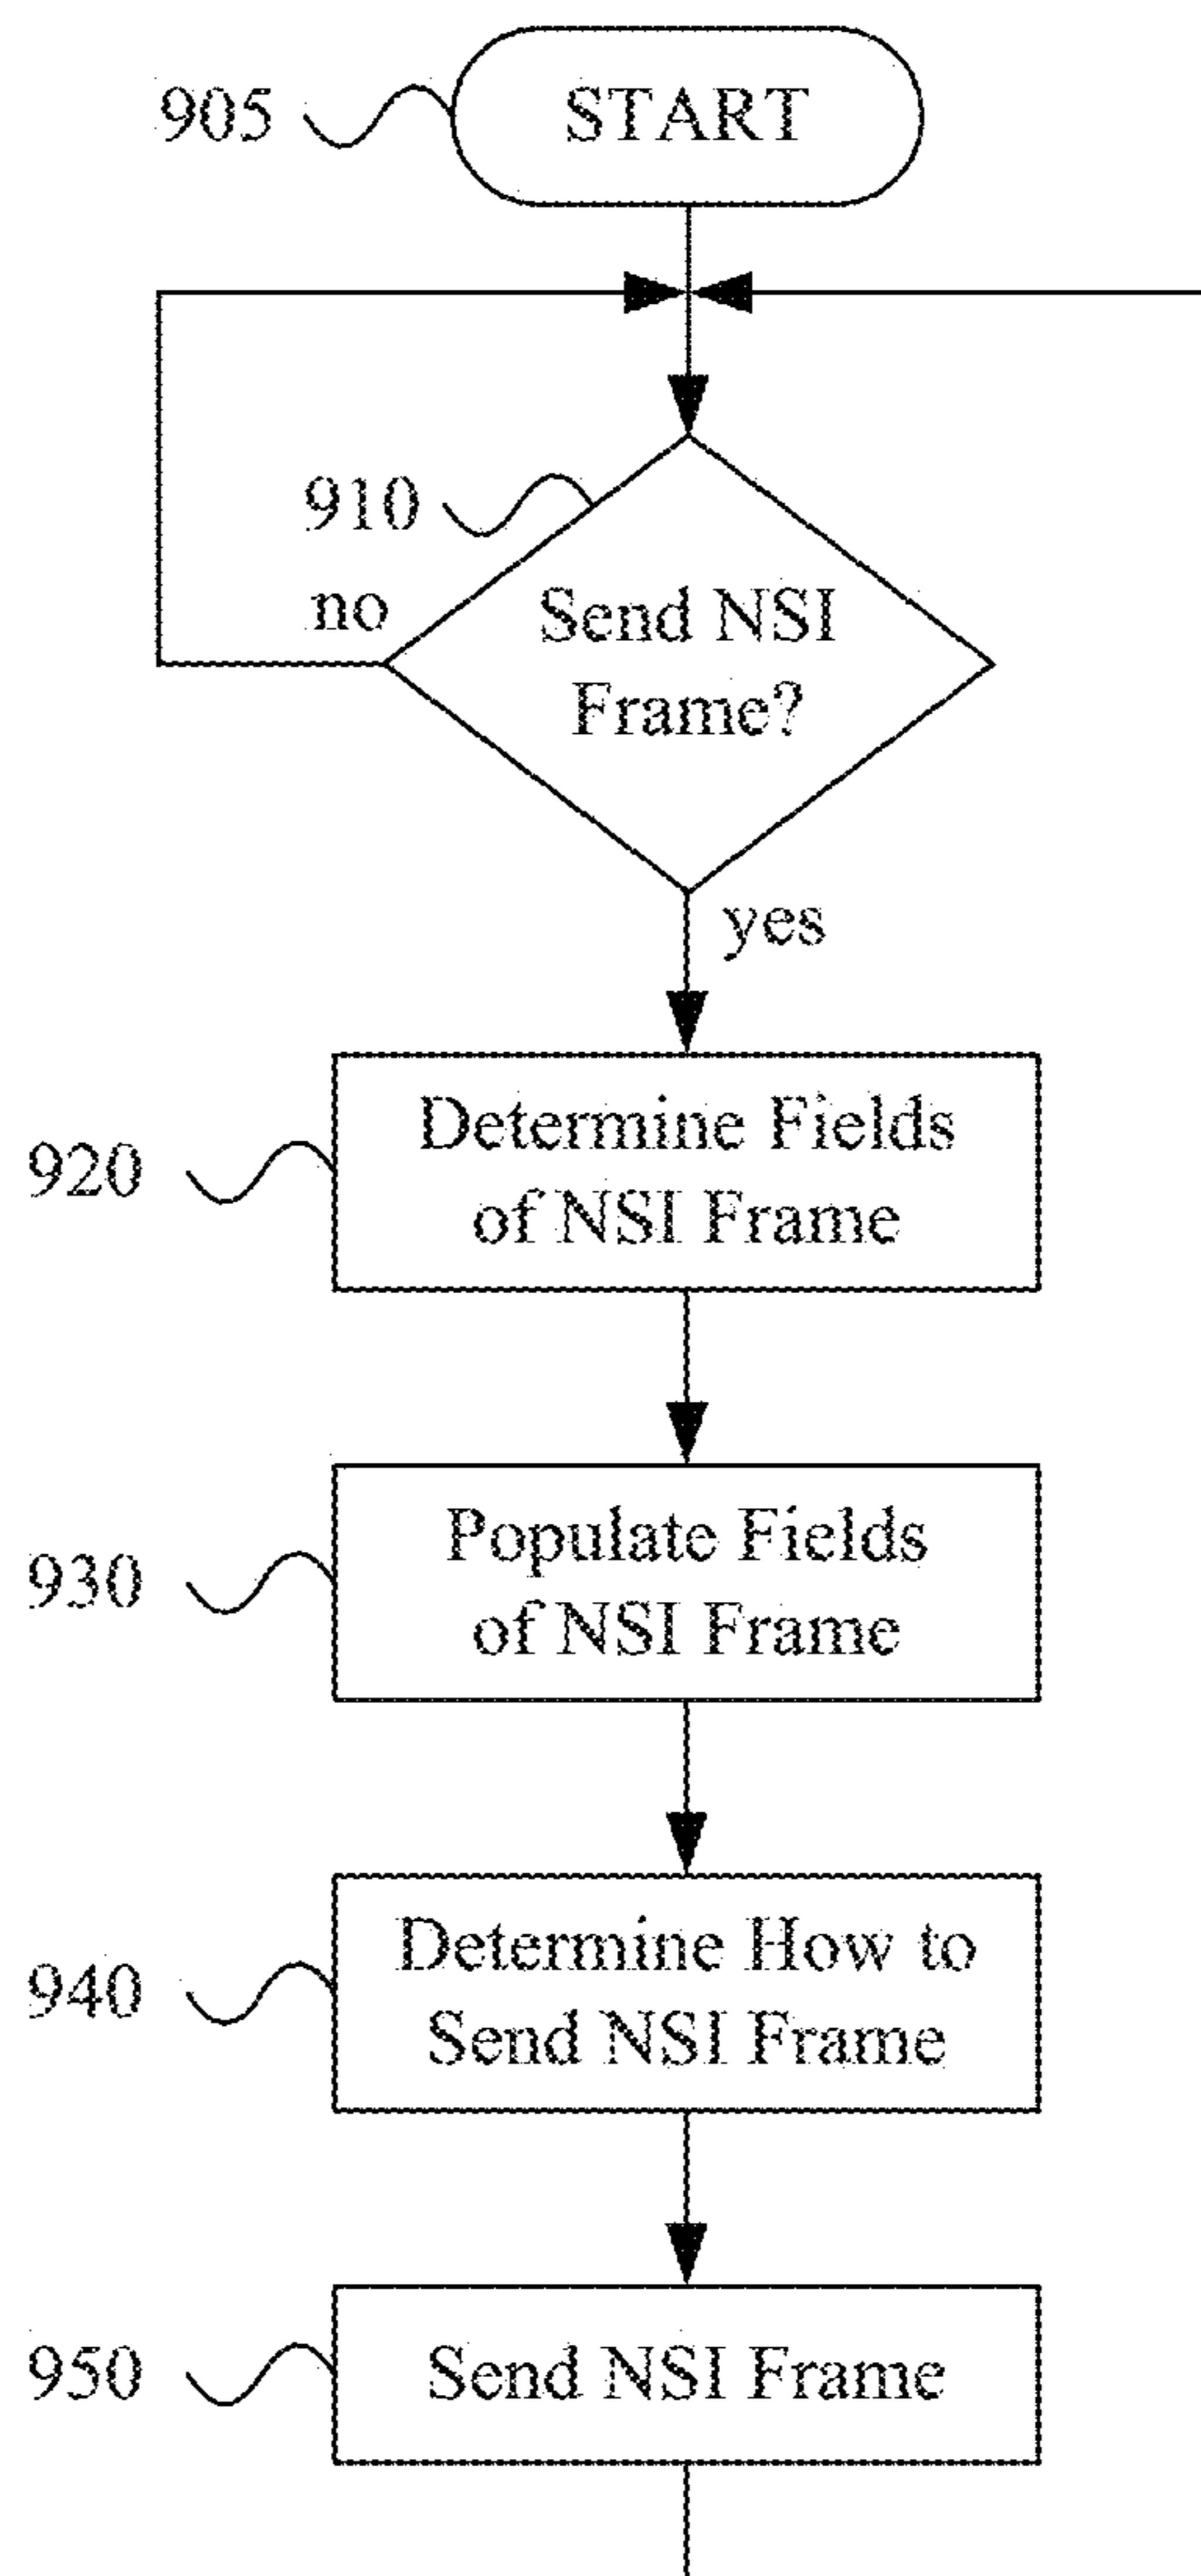 905
START
910
no
Send NSI
Frame?
yes
920
Determine Fields
of NSI Frame
930
Populate Fields
of NSI Frame
940
Determine How to
Send NSI Frame
950
Send NSI Frame